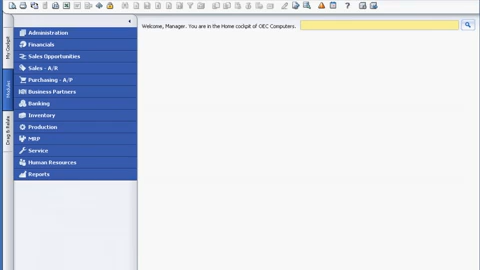 Welcome, Manager. You are in the Home cockpit of OEC Computers.
My Cockpit
Modules
Drag & Relate
Administration
Financials
Sales Opportunities
Sales - A/R
Purchasing - A/P
Business Partners
Banking
Inventory
Production
MRP
Service
Human Resources
Reports